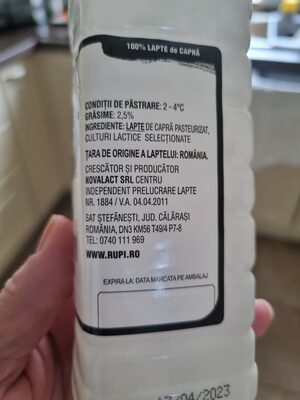 100% LAPTE de CAPRĂ
CONDIȚII DE PĂSTRARE: 2 - 4°C
GRĂSIME: 2,5%
INGREDIENTE: LAPTE DE CAPRĂ PASTEURIZAT,
CULTURI LACTICE SELECȚIONATE
ȚARA DE ORIGINE A LAPTELUI: ROMÂNIA.
CRESCĂTOR ȘI PRODUCĂTOR
NOVALACT SRL CENTRU
INDEPENDENT PRELUCRARE LAPTE
NR. 1884 / V.A. 04.04.2011
SAT ȘTEFĂNEȘTI, JUD. CĂLĂRAȘI
ROMÂNIA, DN3 KM56 T49/4 P7-8
TEL: 0740 111 969
WWW.RUPI.RO
EXPIRA LA: DATA MARCATA PE AMBALAJ
17/04/2023